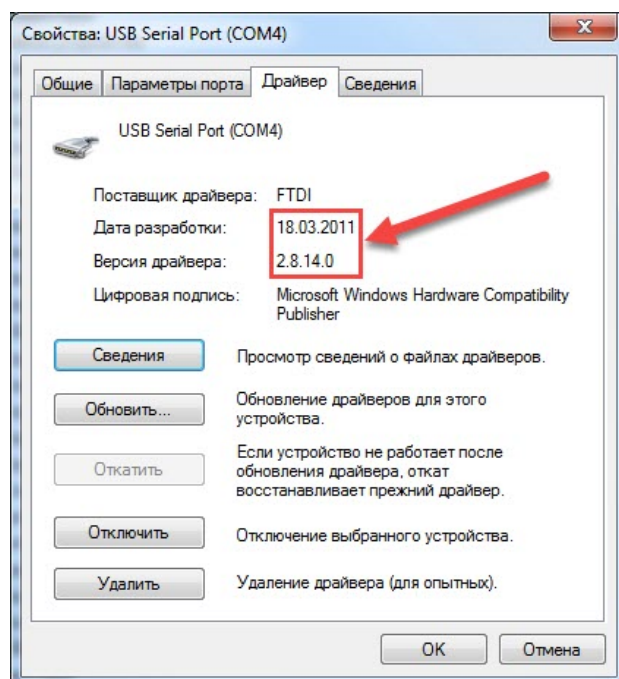 Свойства: USB Serial Port (COM4)
Общие Параметры порта Драйвер Сведения
USB Serial Port (COM4)
Поставщик драйвера: FTDI
Дата разработки: 18.03.2011
Версия драйвера: 2.8.14.0
Цифровая подпись: Microsoft Windows Hardware Compatibility
Publisher
Сведения Просмотр сведений о файлах драйверов.
Обновить... Обновление драйверов для этого
устройства.
Откатить Если устройство не работает после
обновления драйвера, откат
восстанавливает прежний драйвер.
Отключить Отключение выбранного устройства.
Удалить Удаление драйвера (для опытных).
OK Отмена